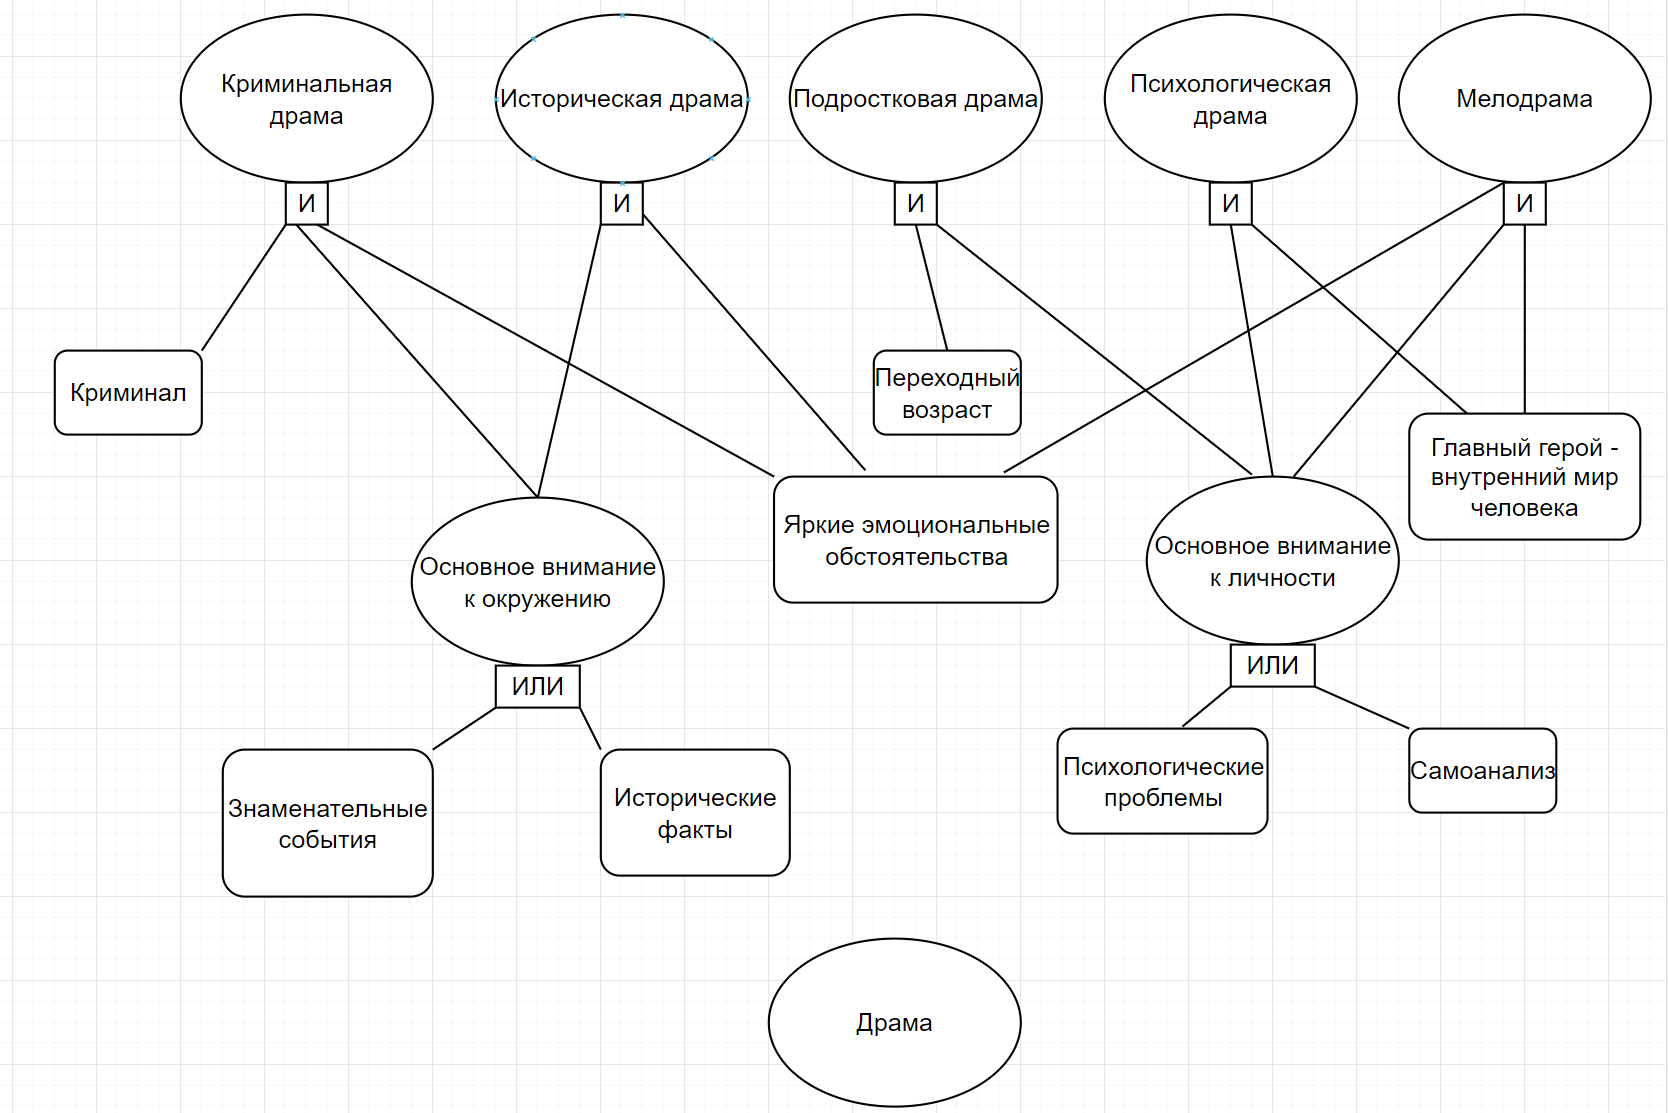 Криминальная
драма
Историческая драма
Подростковая драма
Психологическая
драма
Мелодрама
И
И
И
И
И
Криминал
Переходный
возраст
Главный герой -
внутренний мир
человека
Яркие эмоциональные
обстоятельства
Основное внимание
к окружению
Основное внимание
к личности
ИЛИ
ИЛИ
Знаменательные
события
Исторические
факты
Психологические
проблемы
Самоанализ
Драма